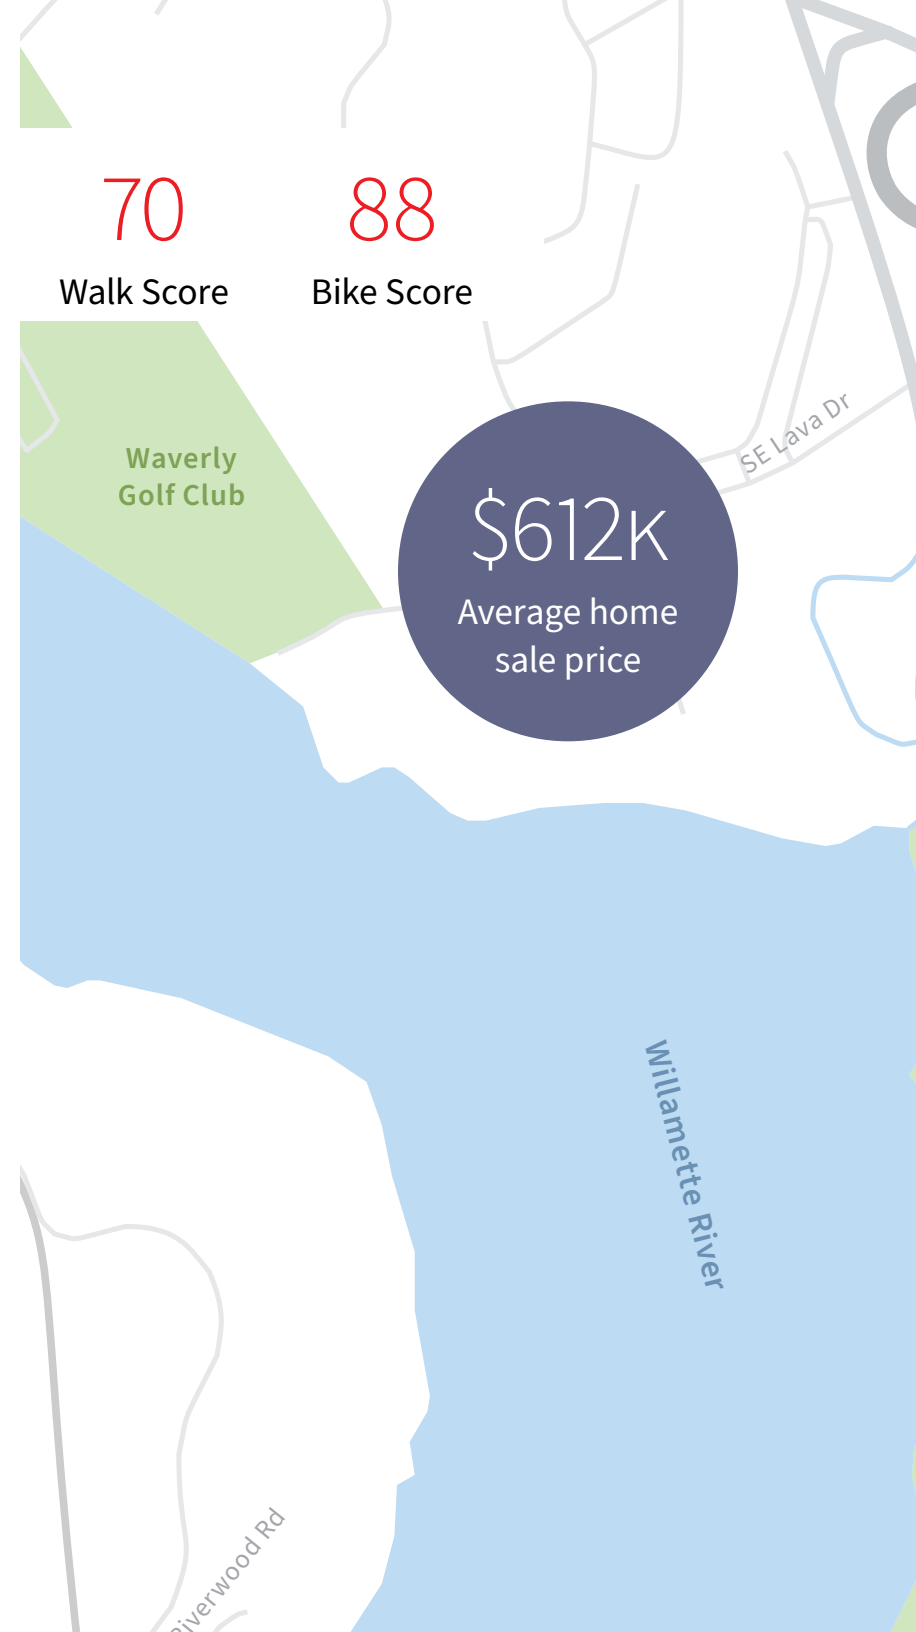 70
Walk Score
88
Bike Score
Waverly
Golf Club
SE Lava Dr
$612K
Average home
sale price
Willamette River
Rd